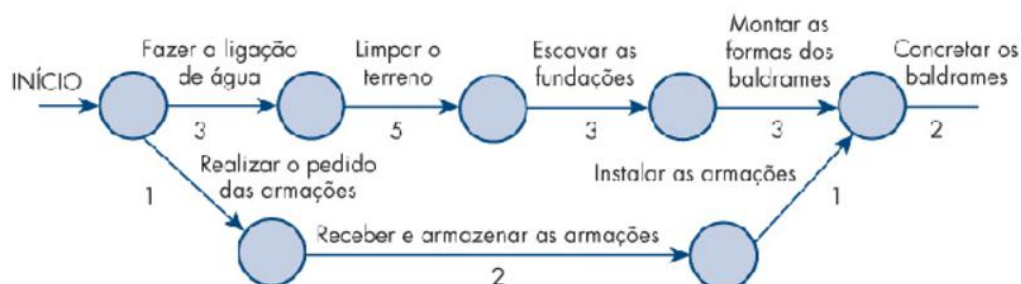 INÍCIO
Fazer a ligação
de água
3
Limpar o
terreno
5
Escavar as
fundações
3
Montar as
formas dos
baldrames
3
Concretar os
baldrames
2
Realizar o pedido
das armações
1
Receber e armazenar as armações
2
Instalar as armações
1